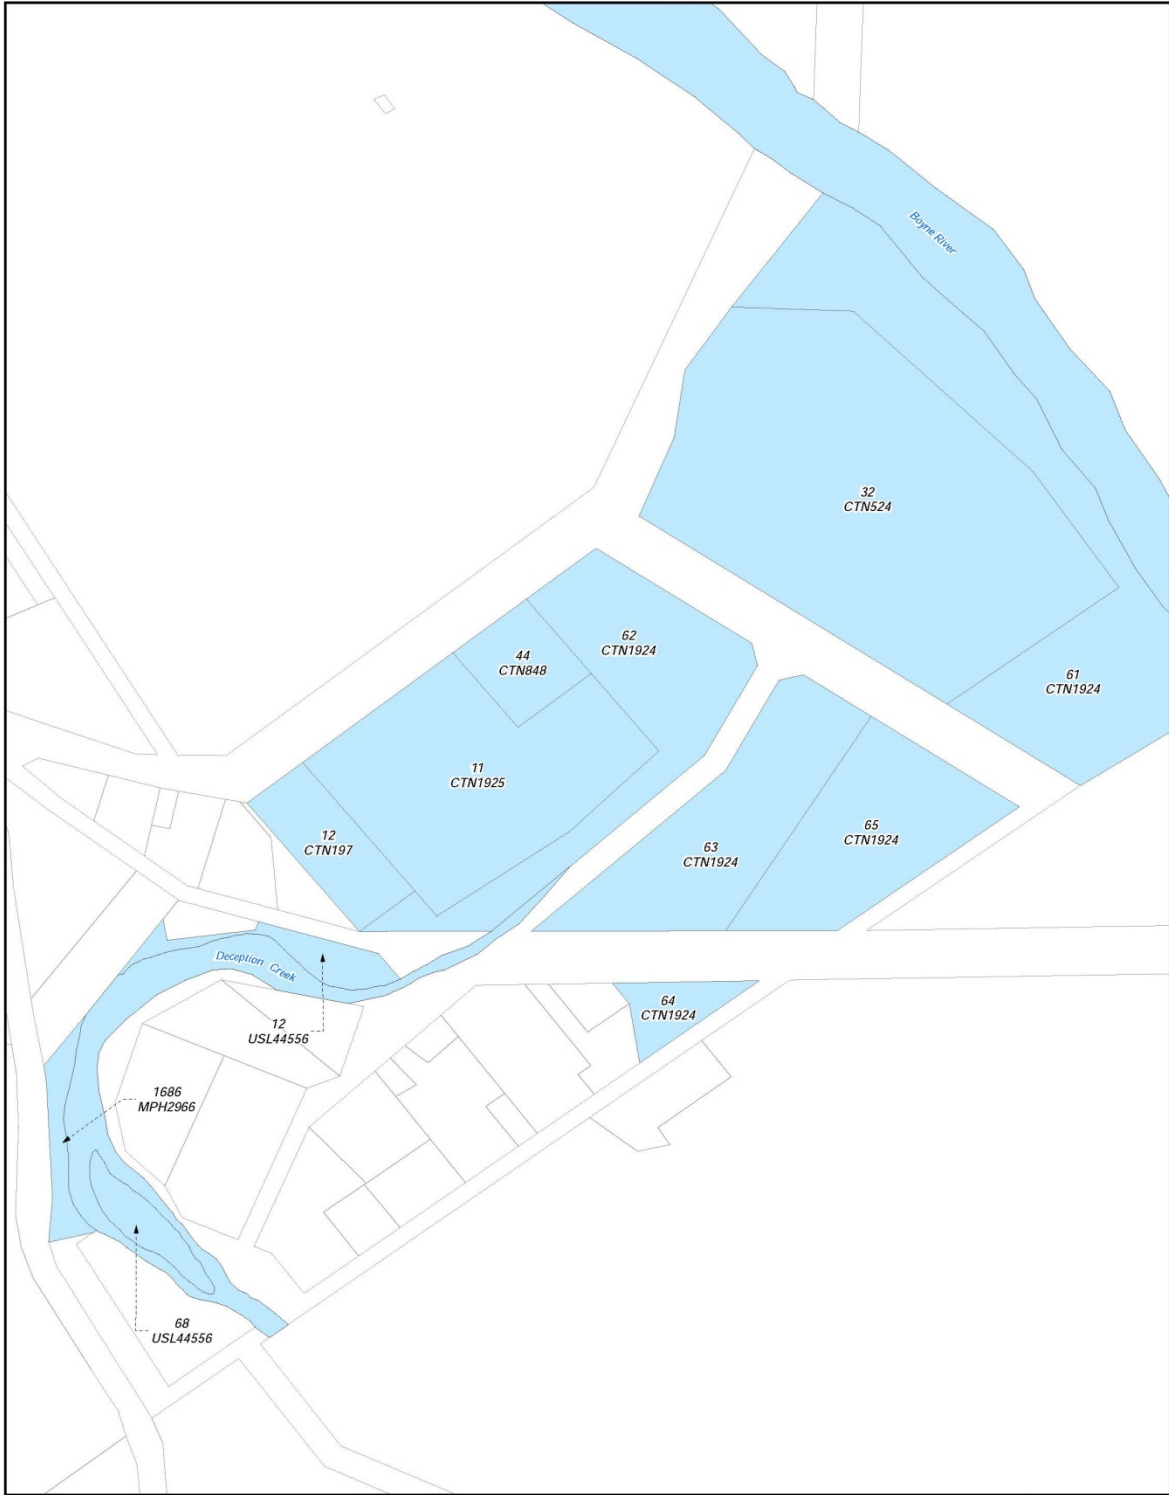 Boyne River
32
CTN524
62
CTN1924
44
CTN848
61
CTN1924
11
CTN1925
12
CTN197
65
CTN1924
63
CTN1924
Deception Creek
64
CTN1924
12
USL44556
1686
MPH2966
68
USL44556